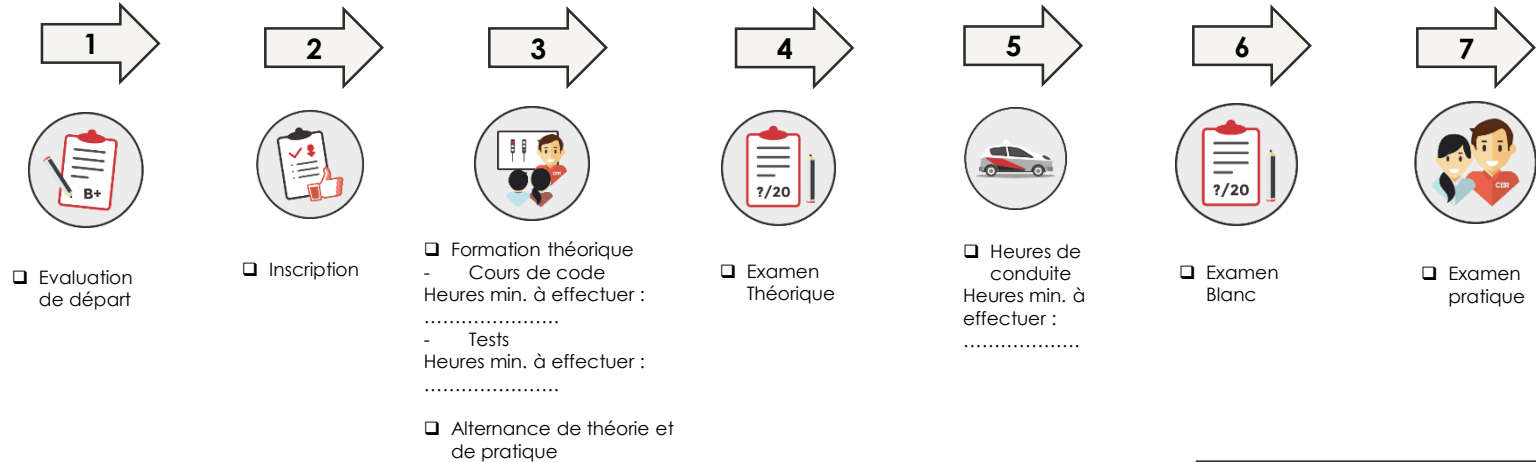 1
2
3
4
5
6
7
B+
?/20
?/20
CER
❑ Evaluation
de départ
❑ Inscription
❑ Formation théorique
- Cours de code
Heures min. à effectuer :
......................
- Tests
Heures min. à effectuer :
......................
❑ Alternance de théorie et
de pratique
❑ Examen
Théorique
❑ Heures de
conduite
Heures min. à
effectuer :
...................
❑ Examen
Blanc
❑ Examen
pratique